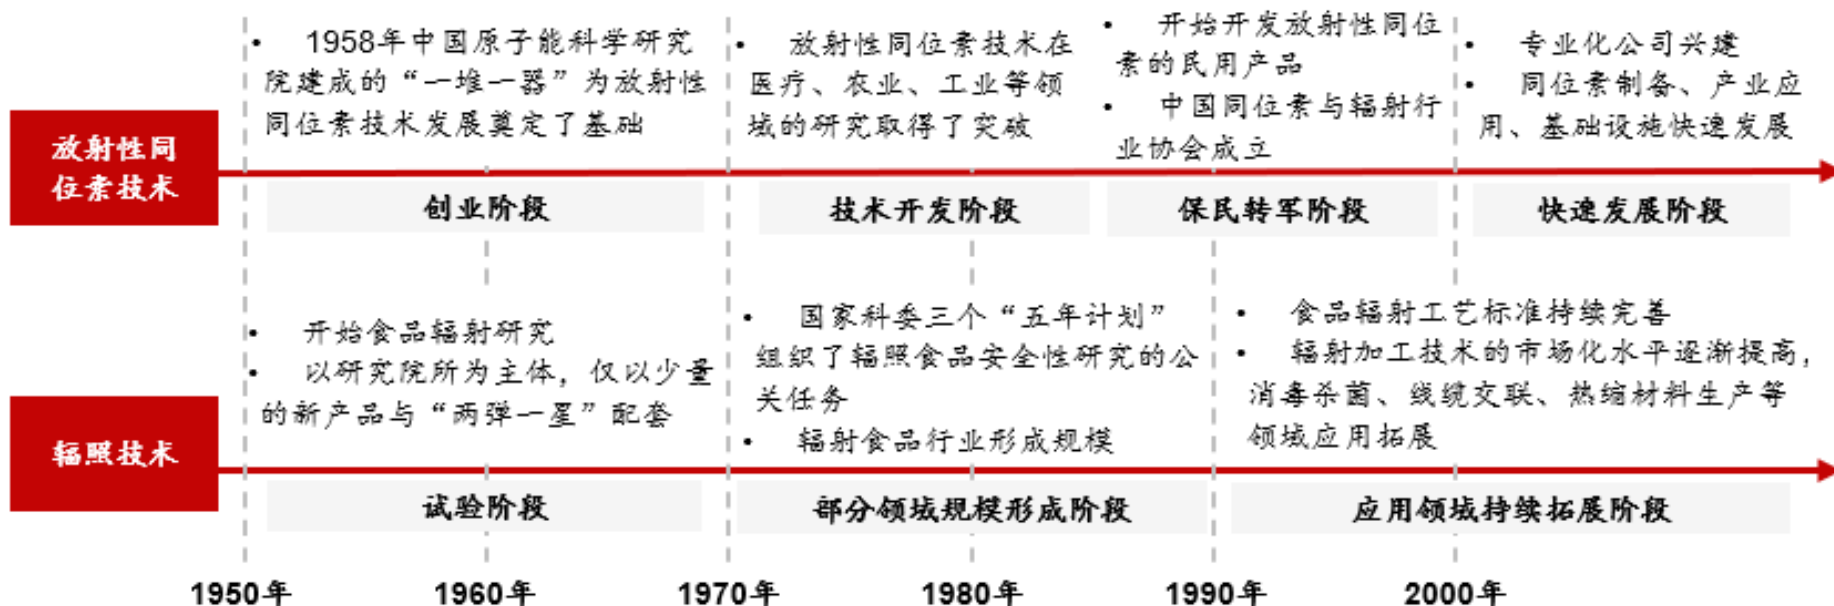 放射性同
位素技术
• 1958年中国原子能科学研究
院建成的“一堆一器”为放射性
同位素技术发展奠定了基础
• 放射性同位素技术在
医疗、农业、工业等领
域的研究取得了突破
• 开始开发放射性同位
素的民用产品
• 中国同位素与辐射行
业协会成立
• 专业化公司兴建
• 同位素制备、产业应
用、基础设施快速发展
创业阶段
技术开发阶段
保民转军阶段
快速发展阶段
辐照技术
• 开始食品辐射研究
• 以研究院所为主体，仅以少量
的新产品与“两弹一星”配套
• 国家科委三个“五年计划”
组织了辐照食品安全性研究的公
关任务
• 辐射食品行业形成规模
• 食品辐射工艺标准持续完善
• 辐射加工技术的市场化水平逐渐提高，
消毒杀菌、线缆交联、热缩材料生产等
领域应用拓展
试验阶段
部分领域规模形成阶段
应用领域持续拓展阶段
1950年
1960年
1970年
1980年
1990年
2000年